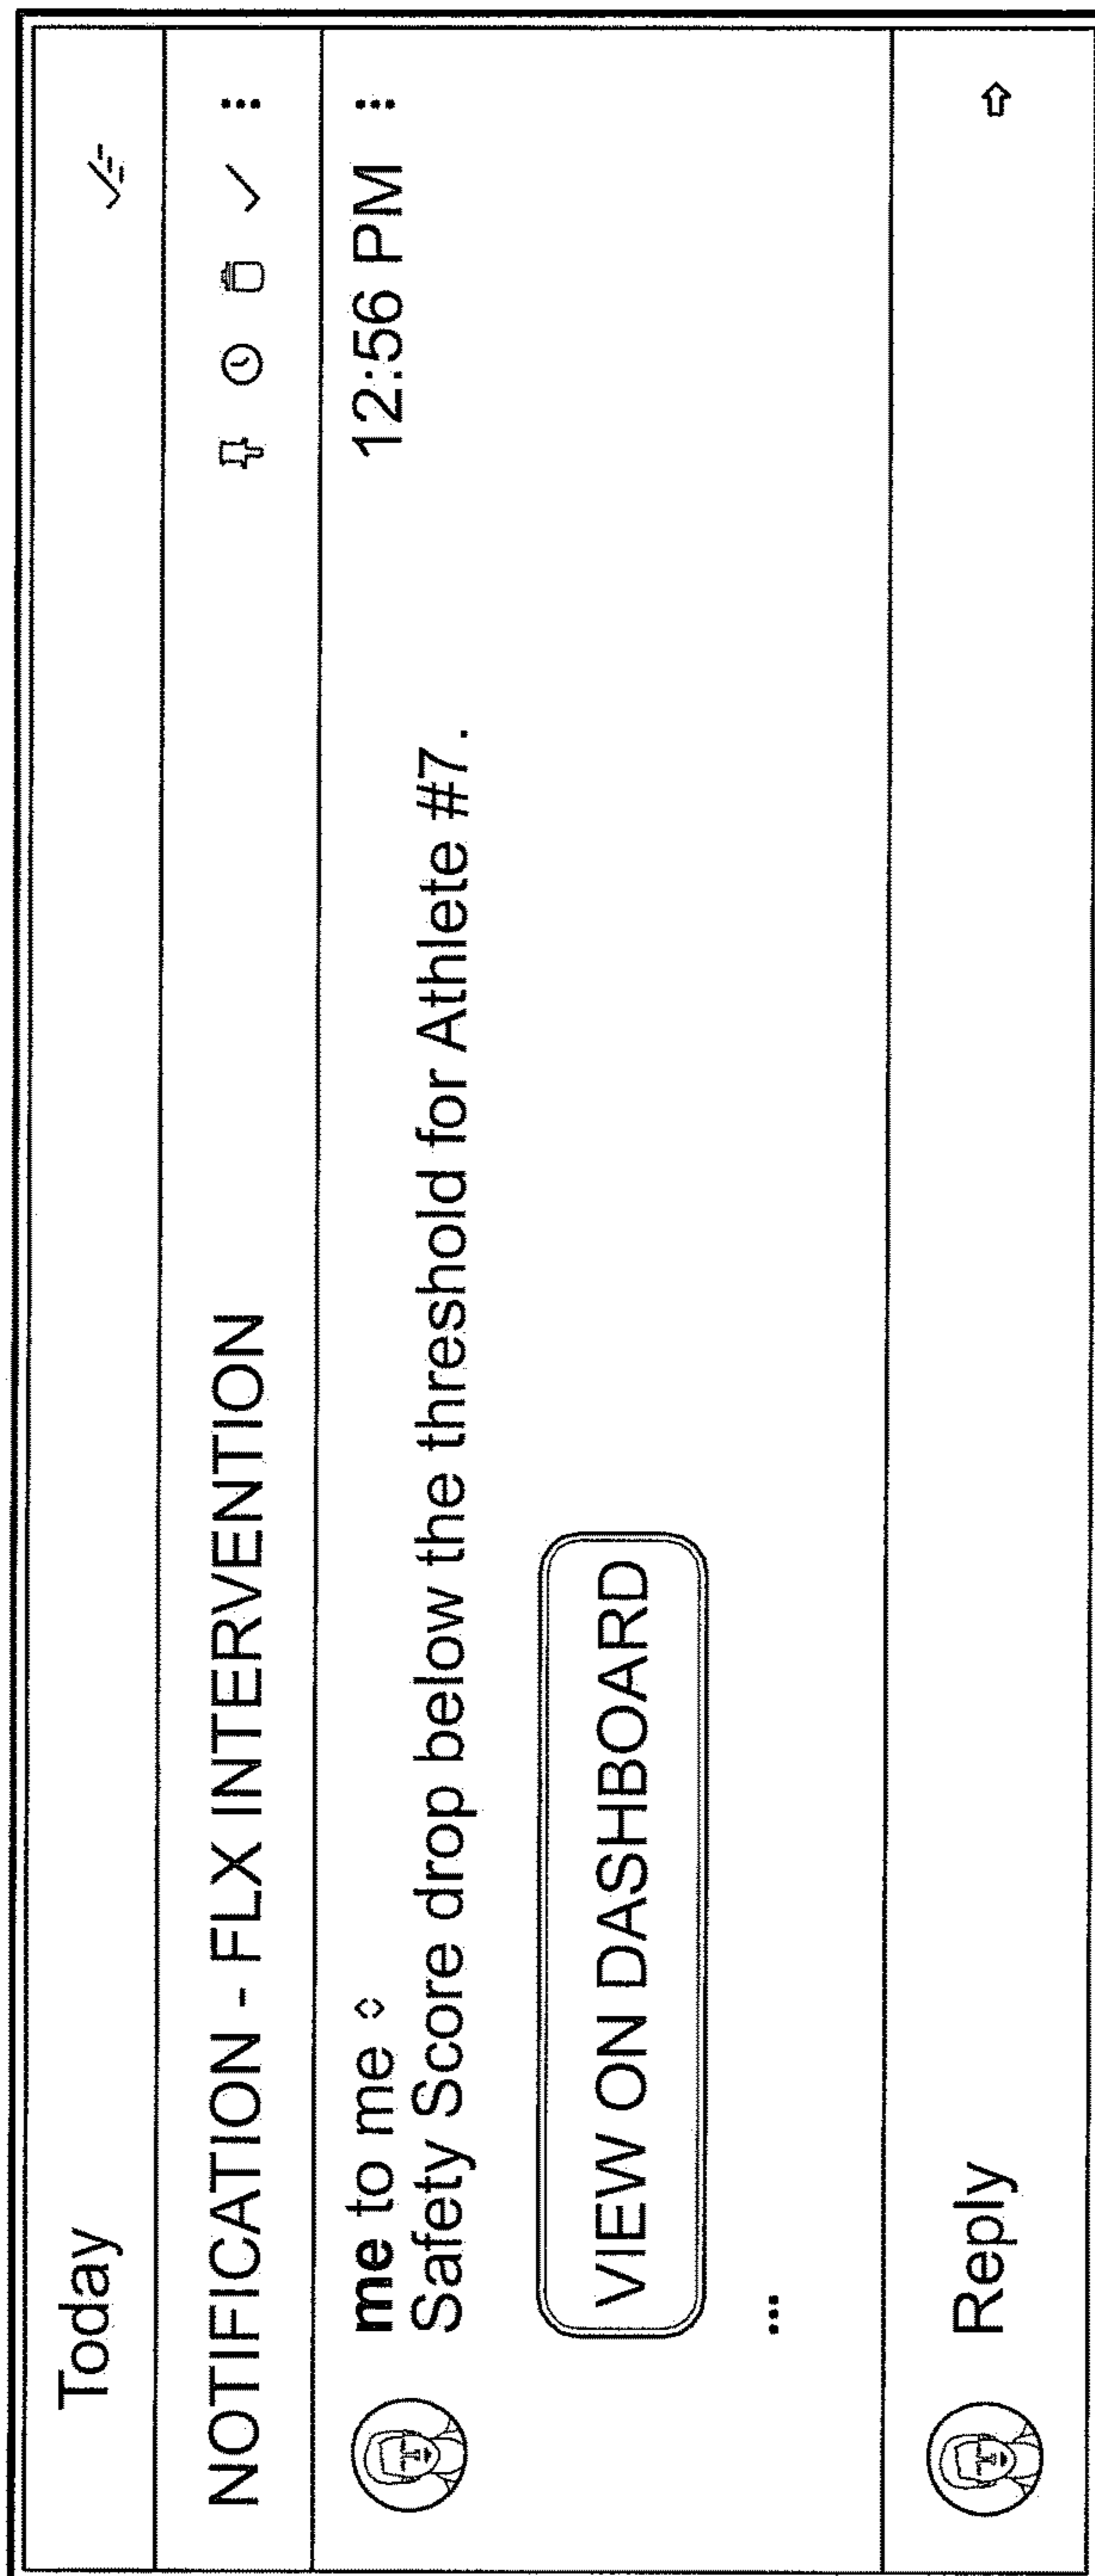 Today
NOTIFICATION - FLX INTERVENTION
me to me 12:56 PM
Safety Score drop below the threshold for Athlete #7.
VIEW ON DASHBOARD
...
Reply